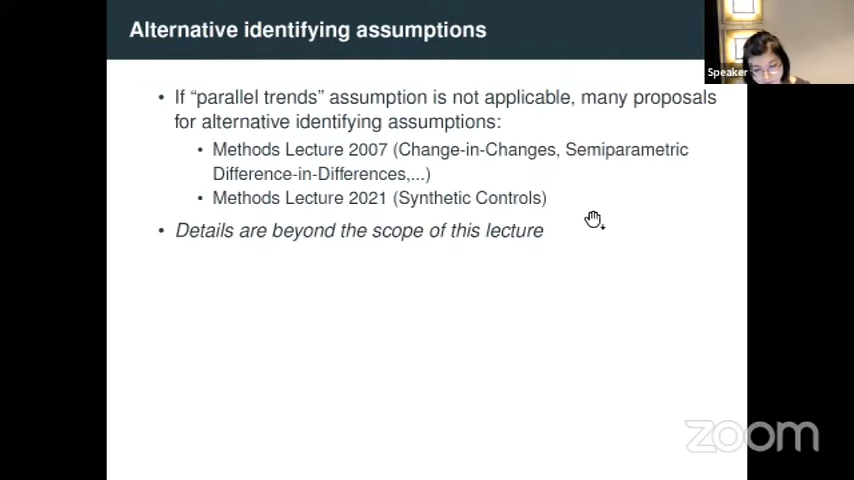 Alternative identifying assumptions
Speaker
• If “parallel trends” assumption is not applicable, many proposals
for alternative identifying assumptions:
• Methods Lecture 2007 (Change-in-Changes, Semiparametric
Difference-in-Differences,...)
• Methods Lecture 2021 (Synthetic Controls)
• Details are beyond the scope of this lecture
zoom